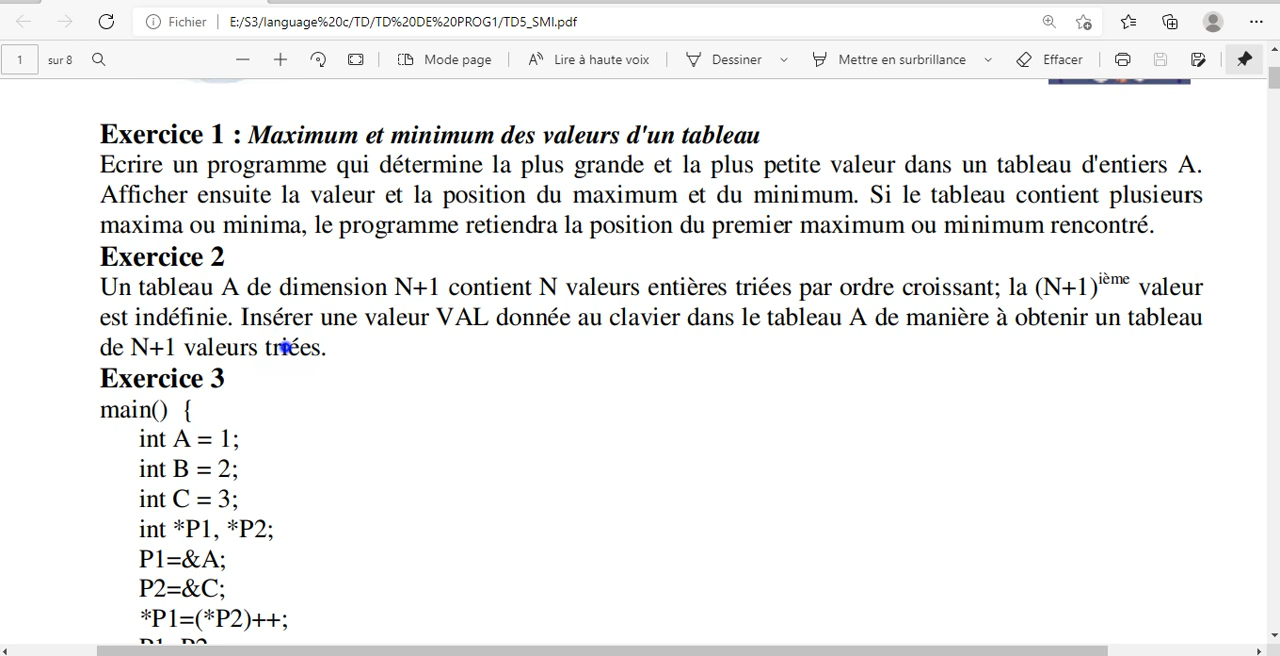 Fichier E:/S3/language%20c/TD/TD%20DE%20PROG1/TD5_SMI.pdf
1 sur 8 Mode page Lire à haute voix Dessiner Mettre en surbrillance Effacer
Exercice 1 : Maximum et minimum des valeurs d'un tableau
Ecrire un programme qui détermine la plus grande et la plus petite valeur dans un tableau d'entiers A.
Afficher ensuite la valeur et la position du maximum et du minimum. Si le tableau contient plusieurs
maxima ou minima, le programme retiendra la position du premier maximum ou minimum rencontré.
Exercice 2
Un tableau A de dimension N+1 contient N valeurs entières triées par ordre croissant; la (N+1)ième valeur
est indéfinie. Insérer une valeur VAL donnée au clavier dans le tableau A de manière à obtenir un tableau
de N+1 valeurs triées.
Exercice 3
main() {
int A = 1;
int B = 2;
int C = 3;
int *P1, *P2;
P1=&A;
P2=&C;
*P1=(*P2)++;